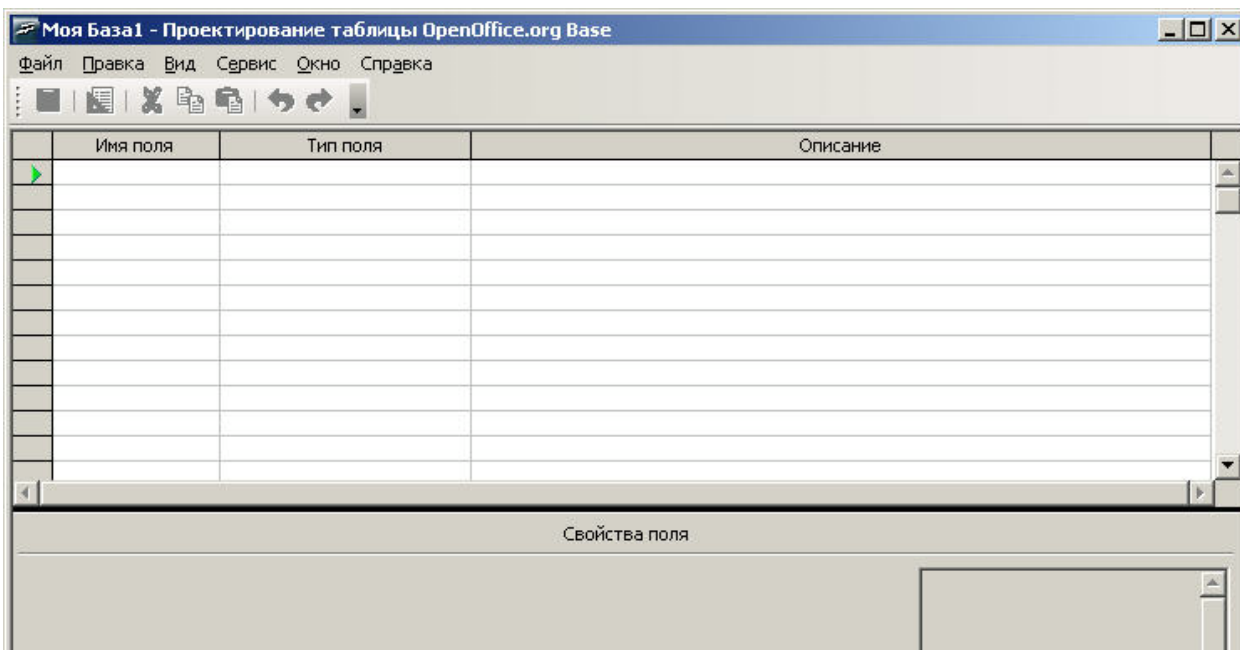 Моя База1 - Проектирование таблицы OpenOffice.org Base
Файл Правка Вид Сервис Окно Справка
Имя поля Тип поля Описание
Свойства поля